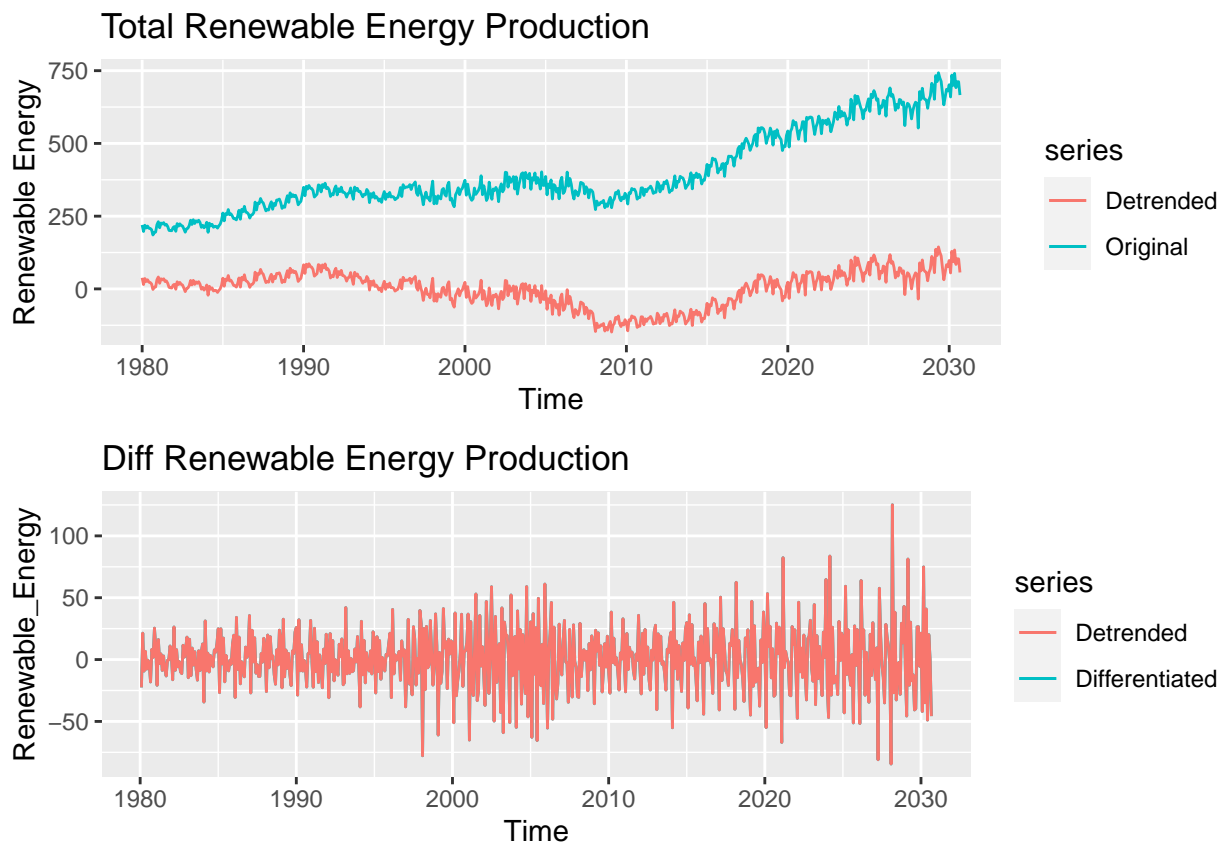 Total Renewable Energy Production
Renewable Energy
750
500
250
0
1980
1990
2000
2010
2020
2030
Time
series
Detrended
Original
Diff Renewable Energy Production
Renewable_Energy
100
50
0
−50
1980
1990
2000
2010
2020
2030
Time
series
Detrended
Differentiated